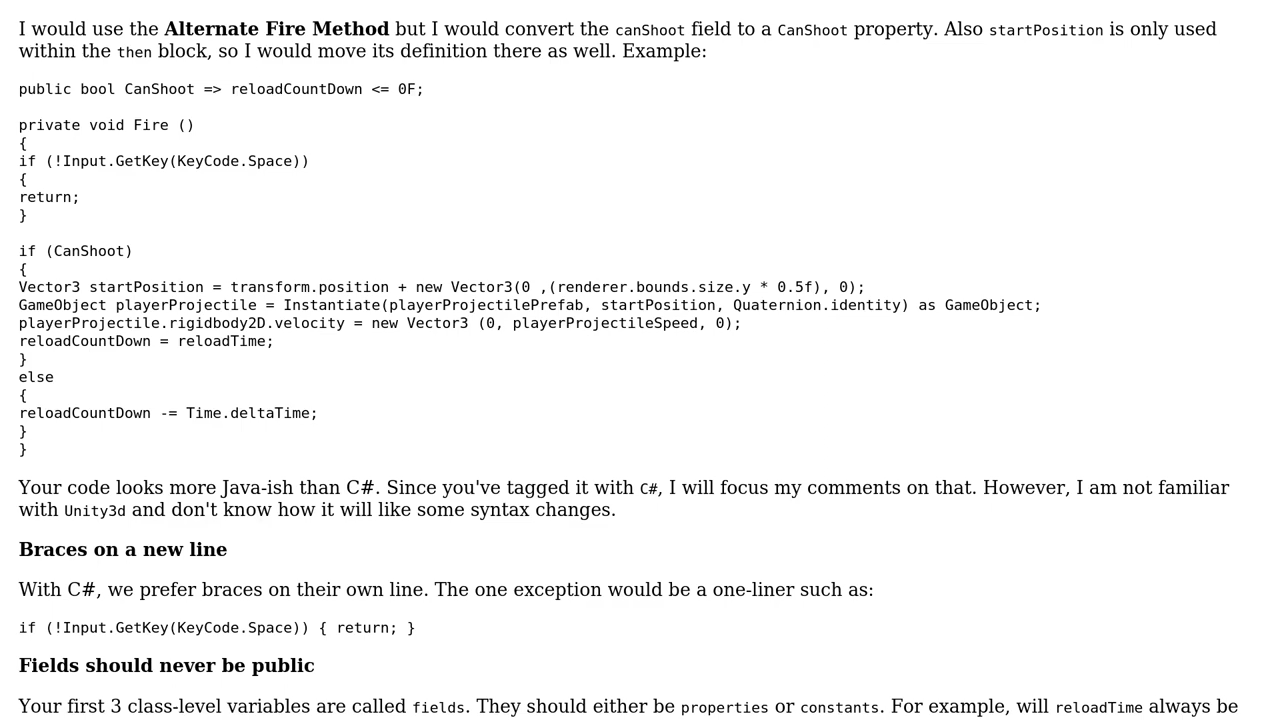 I would use the Alternate Fire Method but I would convert the canShoot field to a CanShoot property. Also startPosition is only used
within the then block, so I would move its definition there as well. Example:
public bool CanShoot => reloadCountDown <= 0F;
private void Fire ()
{
if (!Input.GetKey(KeyCode.Space))
{
return;
}
if (CanShoot)
{
Vector3 startPosition = transform.position + new Vector3(0 ,(renderer.bounds.size.y * 0.5f), 0);
GameObject playerProjectile = Instantiate(playerProjectilePrefab, startPosition, Quaternion.identity) as GameObject;
playerProjectile.rigidbody2D.velocity = new Vector3 (0, playerProjectileSpeed, 0);
reloadCountDown = reloadTime;
}
else
{
reloadCountDown -= Time.deltaTime;
}
}
Your code looks more Java-ish than C#. Since you've tagged it with C#, I will focus my comments on that. However, I am not familiar
with Unity3d and don't know how it will like some syntax changes.
Braces on a new line
With C#, we prefer braces on their own line. The one exception would be a one-liner such as:
if (!Input.GetKey(KeyCode.Space)) { return; }
Fields should never be public
Your first 3 class-level variables are called fields. They should either be properties or constants. For example, will reloadTime always be